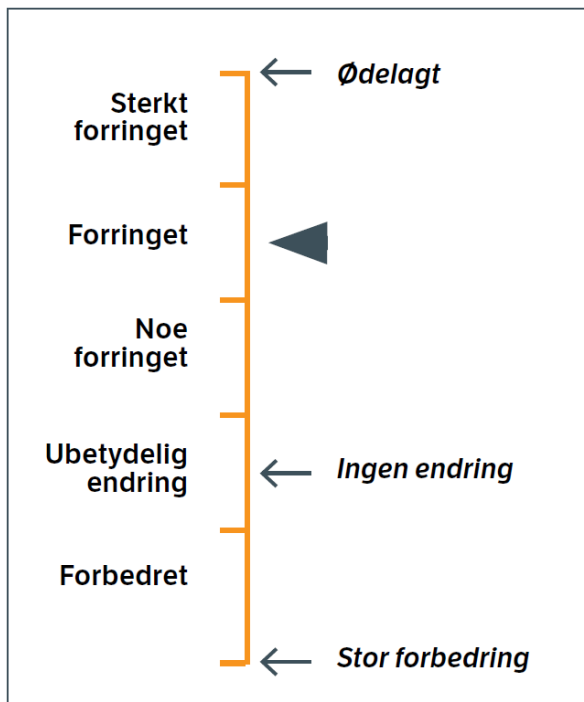 Ødelagt
Sterkt
forringet
Forringet
Noe
forringet
Ubetydelig
endring
Ingen endring
Forbedret
Stor forbedring